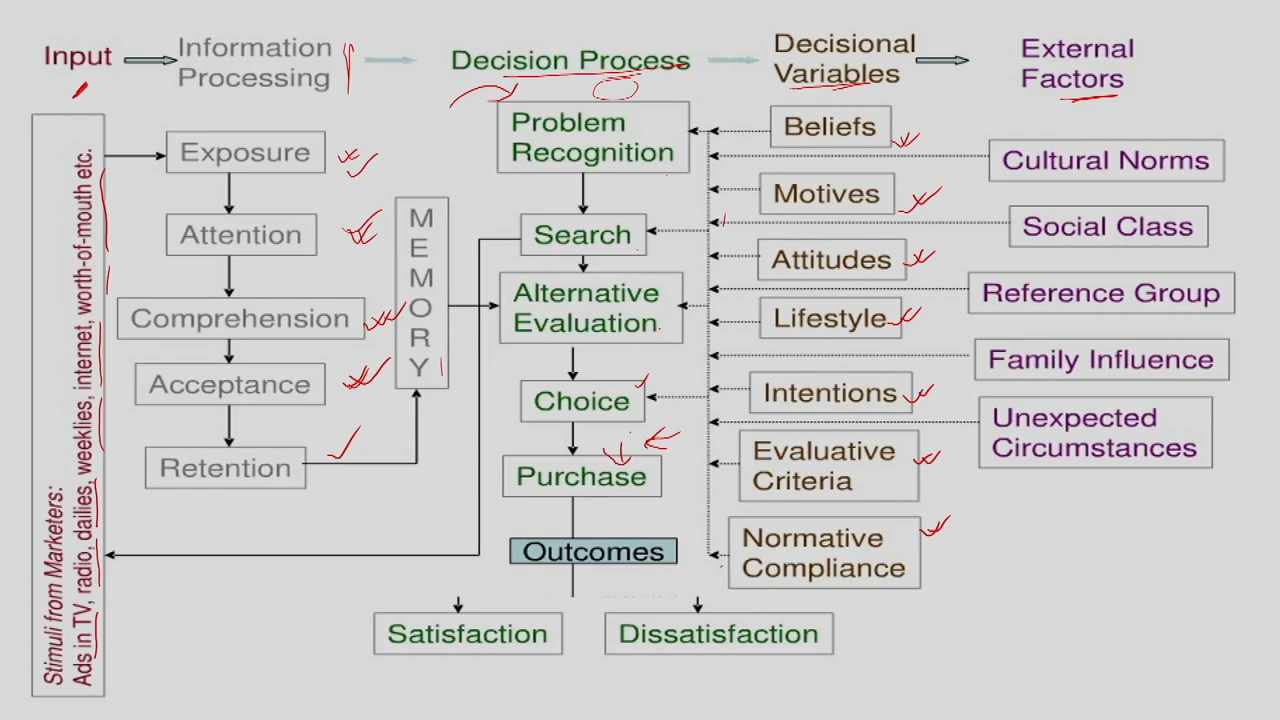 Input
Information
Processing
Decision Process
Decisional
Variables
External
Factors
Stimuli from Marketers:
Ads in TV, radio, dailies, weeklies, internet, worth-of-mouth etc.
Exposure
Attention
Comprehension
Acceptance
Retention
M
E
M
O
R
Y
Problem
Recognition
Search
Alternative
Evaluation
Choice
Purchase
Outcomes
Satisfaction
Dissatisfaction
Beliefs
Motives
Attitudes
Lifestyle
Intentions
Evaluative
Criteria
Normative
Compliance
Cultural Norms
Social Class
Reference Group
Family Influence
Unexpected
Circumstances